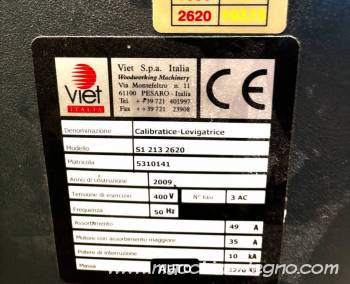 2620
Viet S.p.a. Italia
Woodworking Machinery
Via Montefeltro n. 11
61100 PESARO-Italia
Tel. ++39 721 401997
Fax ++39 721 23908
viet
ITALIA
CE
Denominazione Calibratice-Levigatrice
Modello S1 213 2620
Matricola 5310141
Anno di costruzione 2009
Tensione di esercizio 400 V N° fasi 3 AC
Frequenza 50 Hz
Assorbimento 49 A
Motore con assorbimento maggiore 35 A
Potere di interruzione 10 kA
Massa AUTO